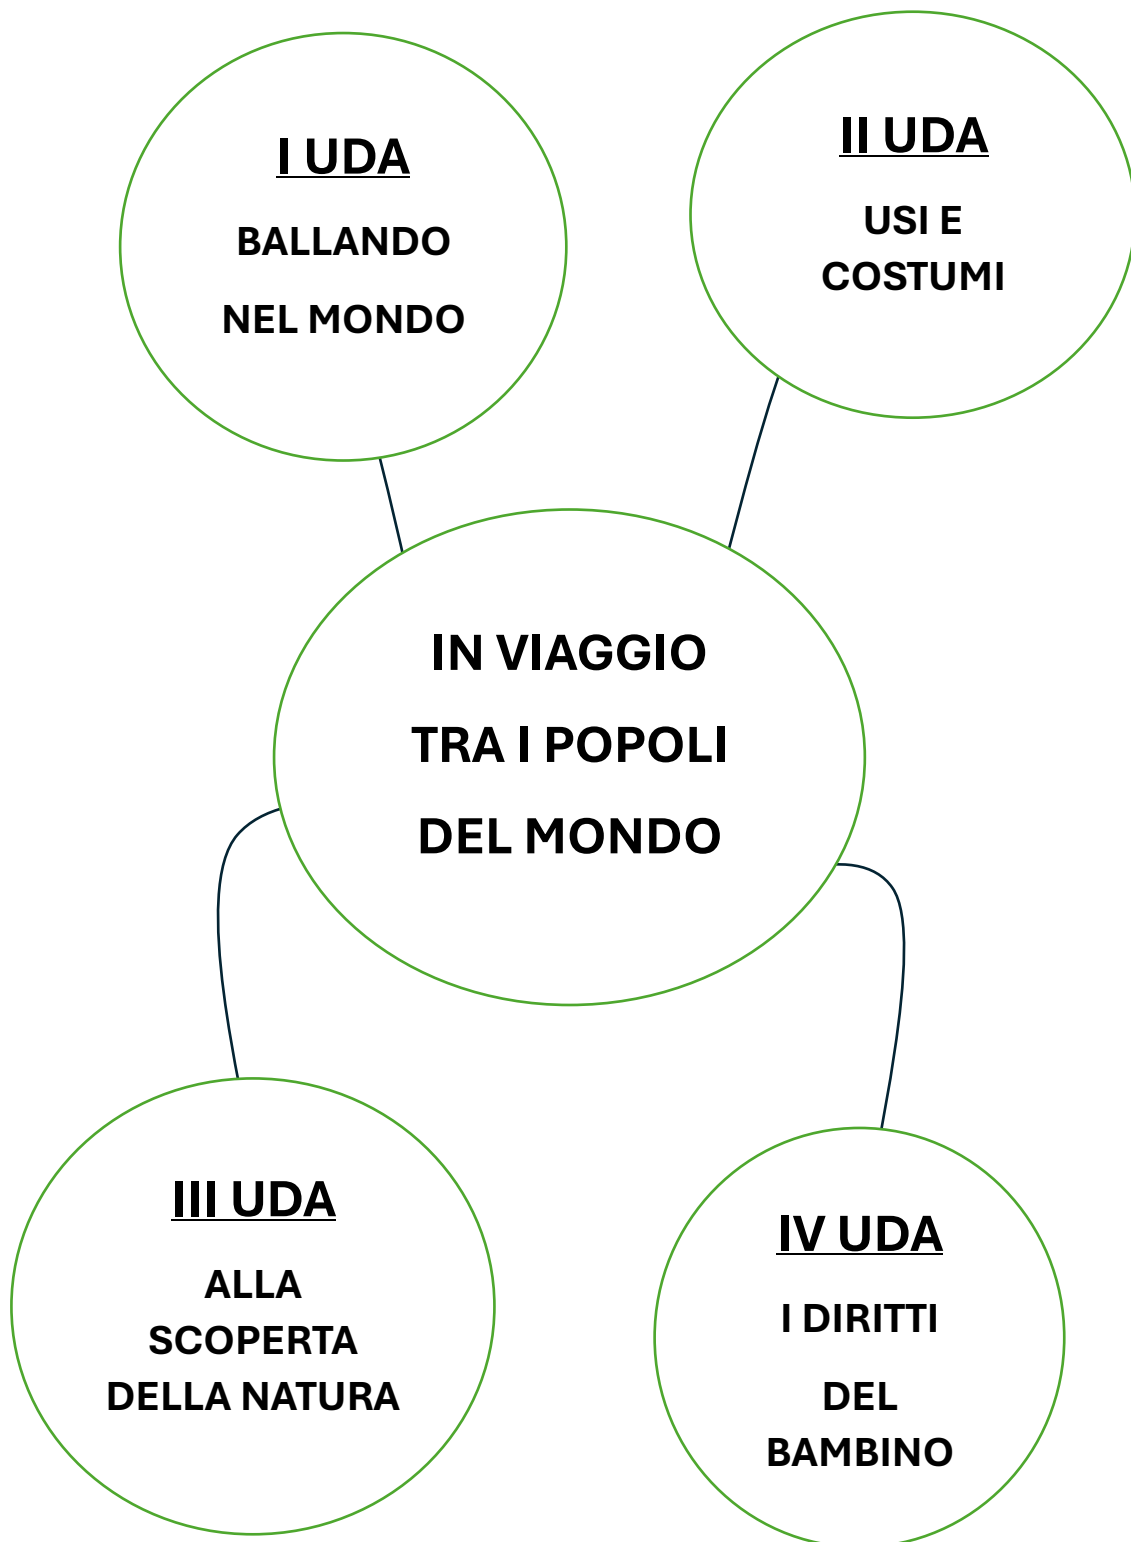 I UDA
BALLANDO
NEL MONDO
II UDA
USI E
COSTUMI
IN VIAGGIO
TRA I POPOLI
DEL MONDO
III UDA
ALLA
SCOPERTA
DELLA NATURA
IV UDA
I DIRITTI
DEL
BAMBINO